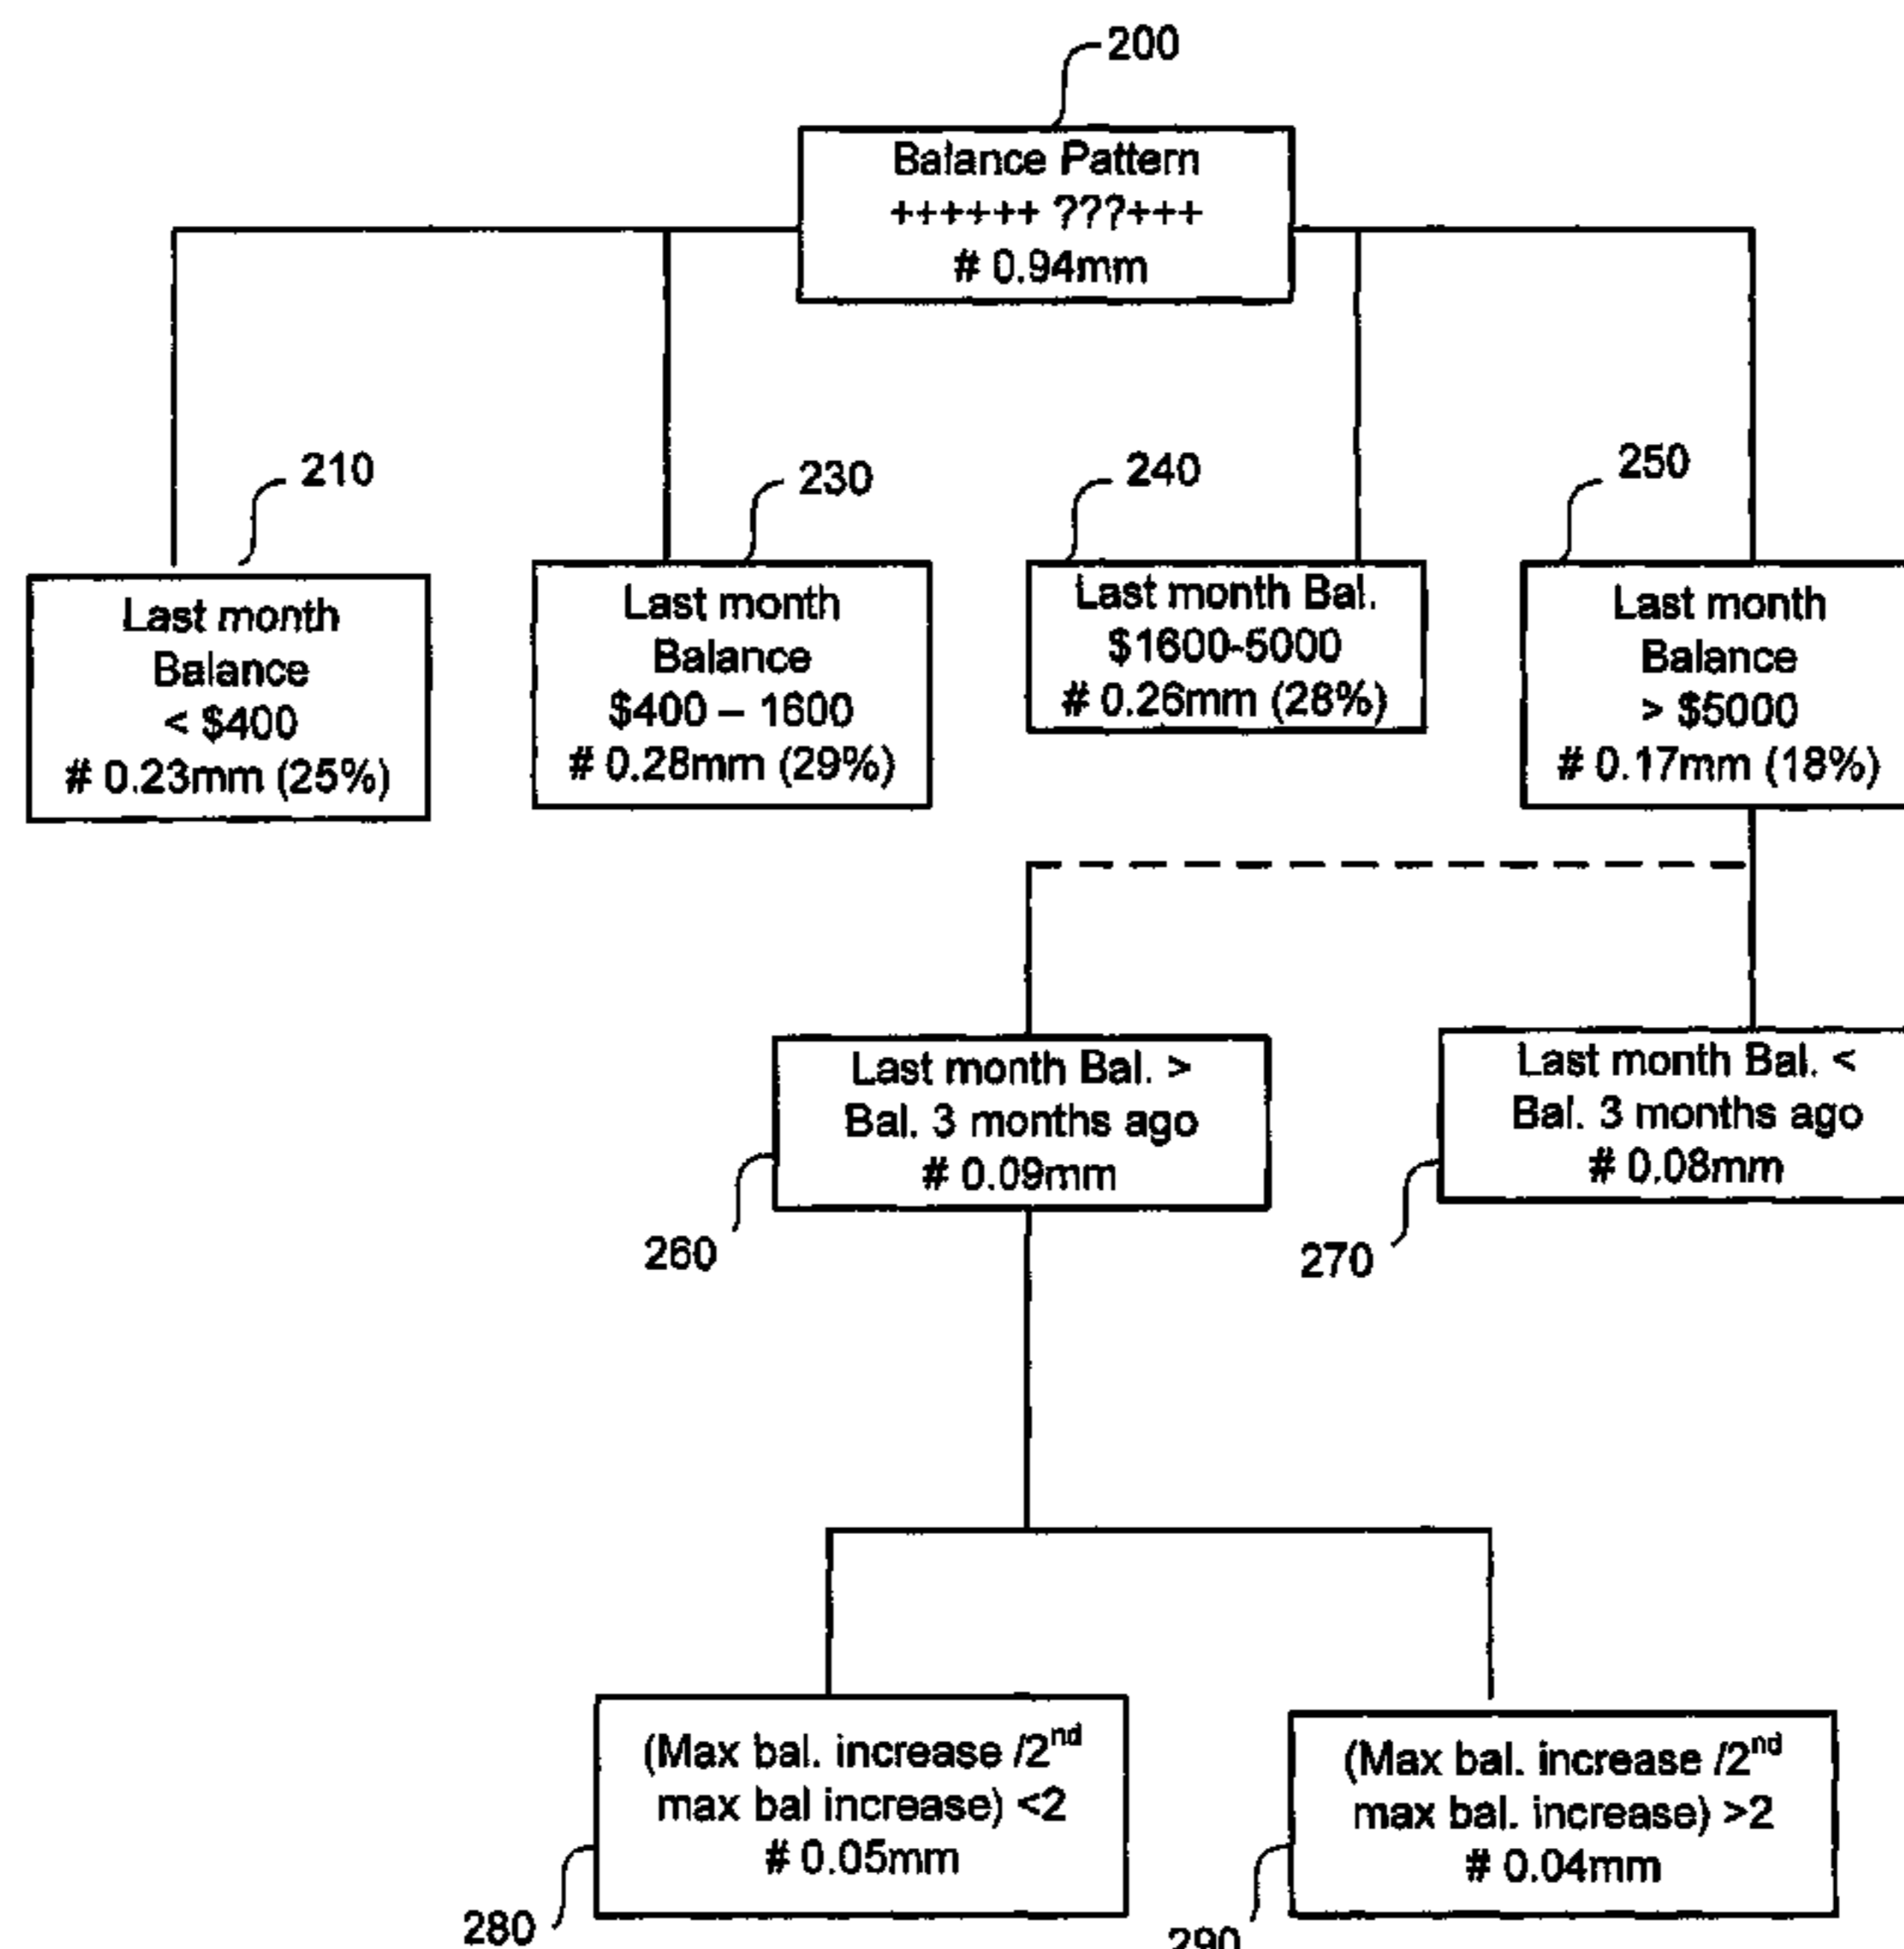 200
Balance Pattern
++++++ ???+++
# 0.94mm
210
230
240
250
Last month
Balance
< $400
# 0.23mm (25%)
Last month
Balance
$400 – 1600
# 0.28mm (29%)
Last month Bal.
$1600-5000
# 0.26mm (28%)
Last month
Balance
> $5000
# 0.17mm (18%)
Last month Bal. >
Bal. 3 months ago
# 0.09mm
260
Last month Bal. <
Bal. 3 months ago
# 0.08mm
270
(Max bal. increase /2nd
max bal increase) <2
# 0.05mm
280
(Max bal. increase /2nd
max bal. increase) >2
# 0.04mm
290